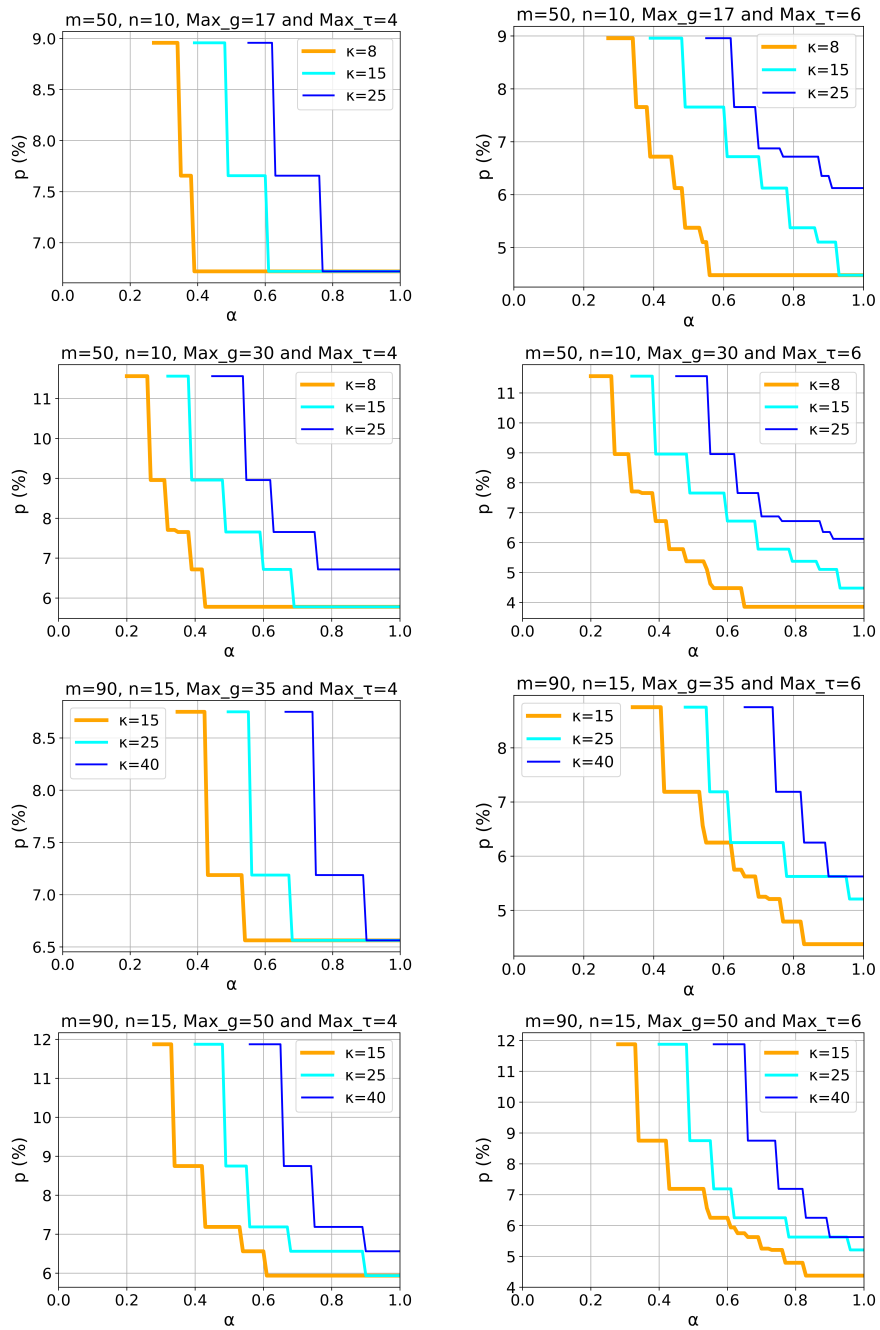 m=50, n=10, Max_g=17 and Max_τ=4
9.0
8.5
8.0
7.5
7.0
p (%)
κ=8
κ=15
κ=25
0.0 0.2 0.4 0.6 0.8 1.0
α
m=50, n=10, Max_g=17 and Max_τ=6
9
8
7
6
5
p (%)
κ=8
κ=15
κ=25
0.0 0.2 0.4 0.6 0.8 1.0
α
m=50, n=10, Max_g=30 and Max_τ=4
11
10
9
8
7
6
p (%)
κ=8
κ=15
κ=25
0.0 0.2 0.4 0.6 0.8 1.0
α
m=50, n=10, Max_g=30 and Max_τ=6
11
10
9
8
7
6
5
4
p (%)
κ=8
κ=15
κ=25
0.0 0.2 0.4 0.6 0.8 1.0
α
m=90, n=15, Max_g=35 and Max_τ=4
8.5
8.0
7.5
7.0
6.5
p (%)
κ=15
κ=25
κ=40
0.0 0.2 0.4 0.6 0.8 1.0
α
m=90, n=15, Max_g=35 and Max_τ=6
8
7
6
5
p (%)
κ=15
κ=25
κ=40
0.0 0.2 0.4 0.6 0.8 1.0
α
m=90, n=15, Max_g=50 and Max_τ=4
12
11
10
9
8
7
6
p (%)
κ=15
κ=25
κ=40
0.0 0.2 0.4 0.6 0.8 1.0
α
m=90, n=15, Max_g=50 and Max_τ=6
12
11
10
9
8
7
6
5
4
p (%)
κ=15
κ=25
κ=40
0.0 0.2 0.4 0.6 0.8 1.0
α